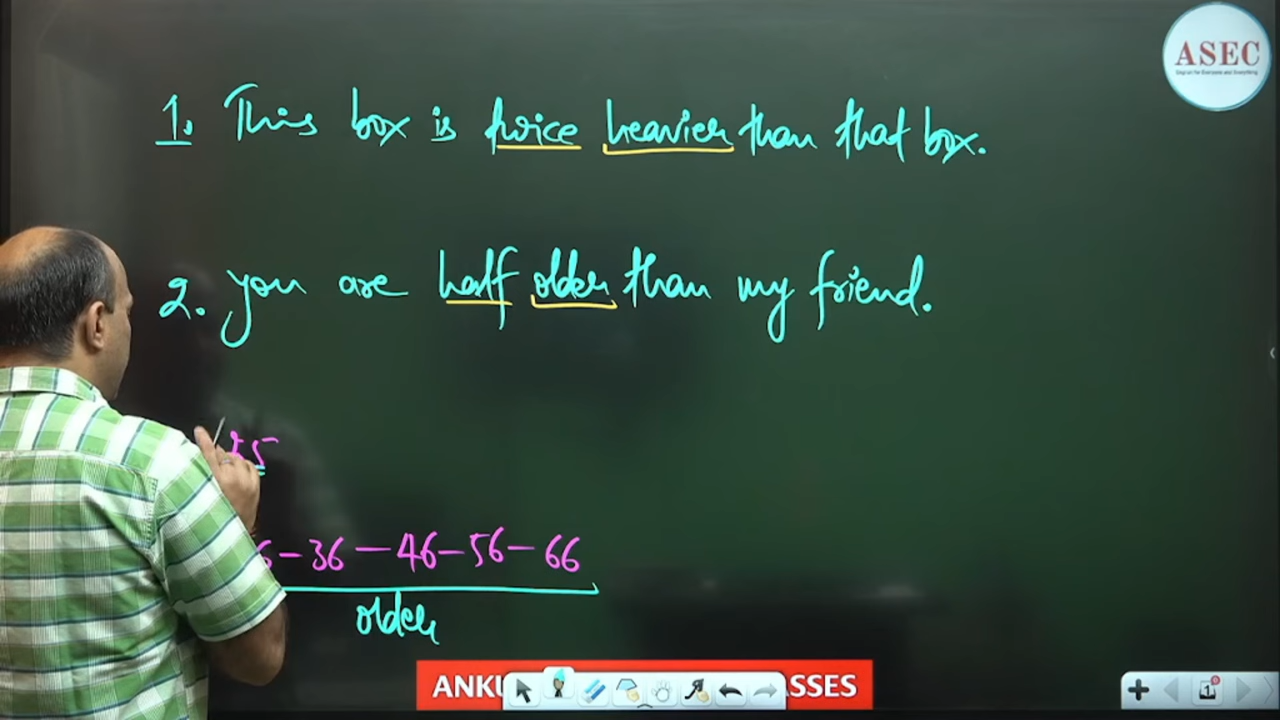 ASEC
1. This box is twice heavier than that box.
2. you are half older than my friend.
- 36 - 46 - 56 - 66
older